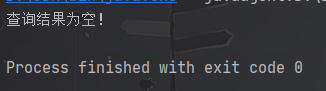 查询结果为空!
Process finished with exit code 0